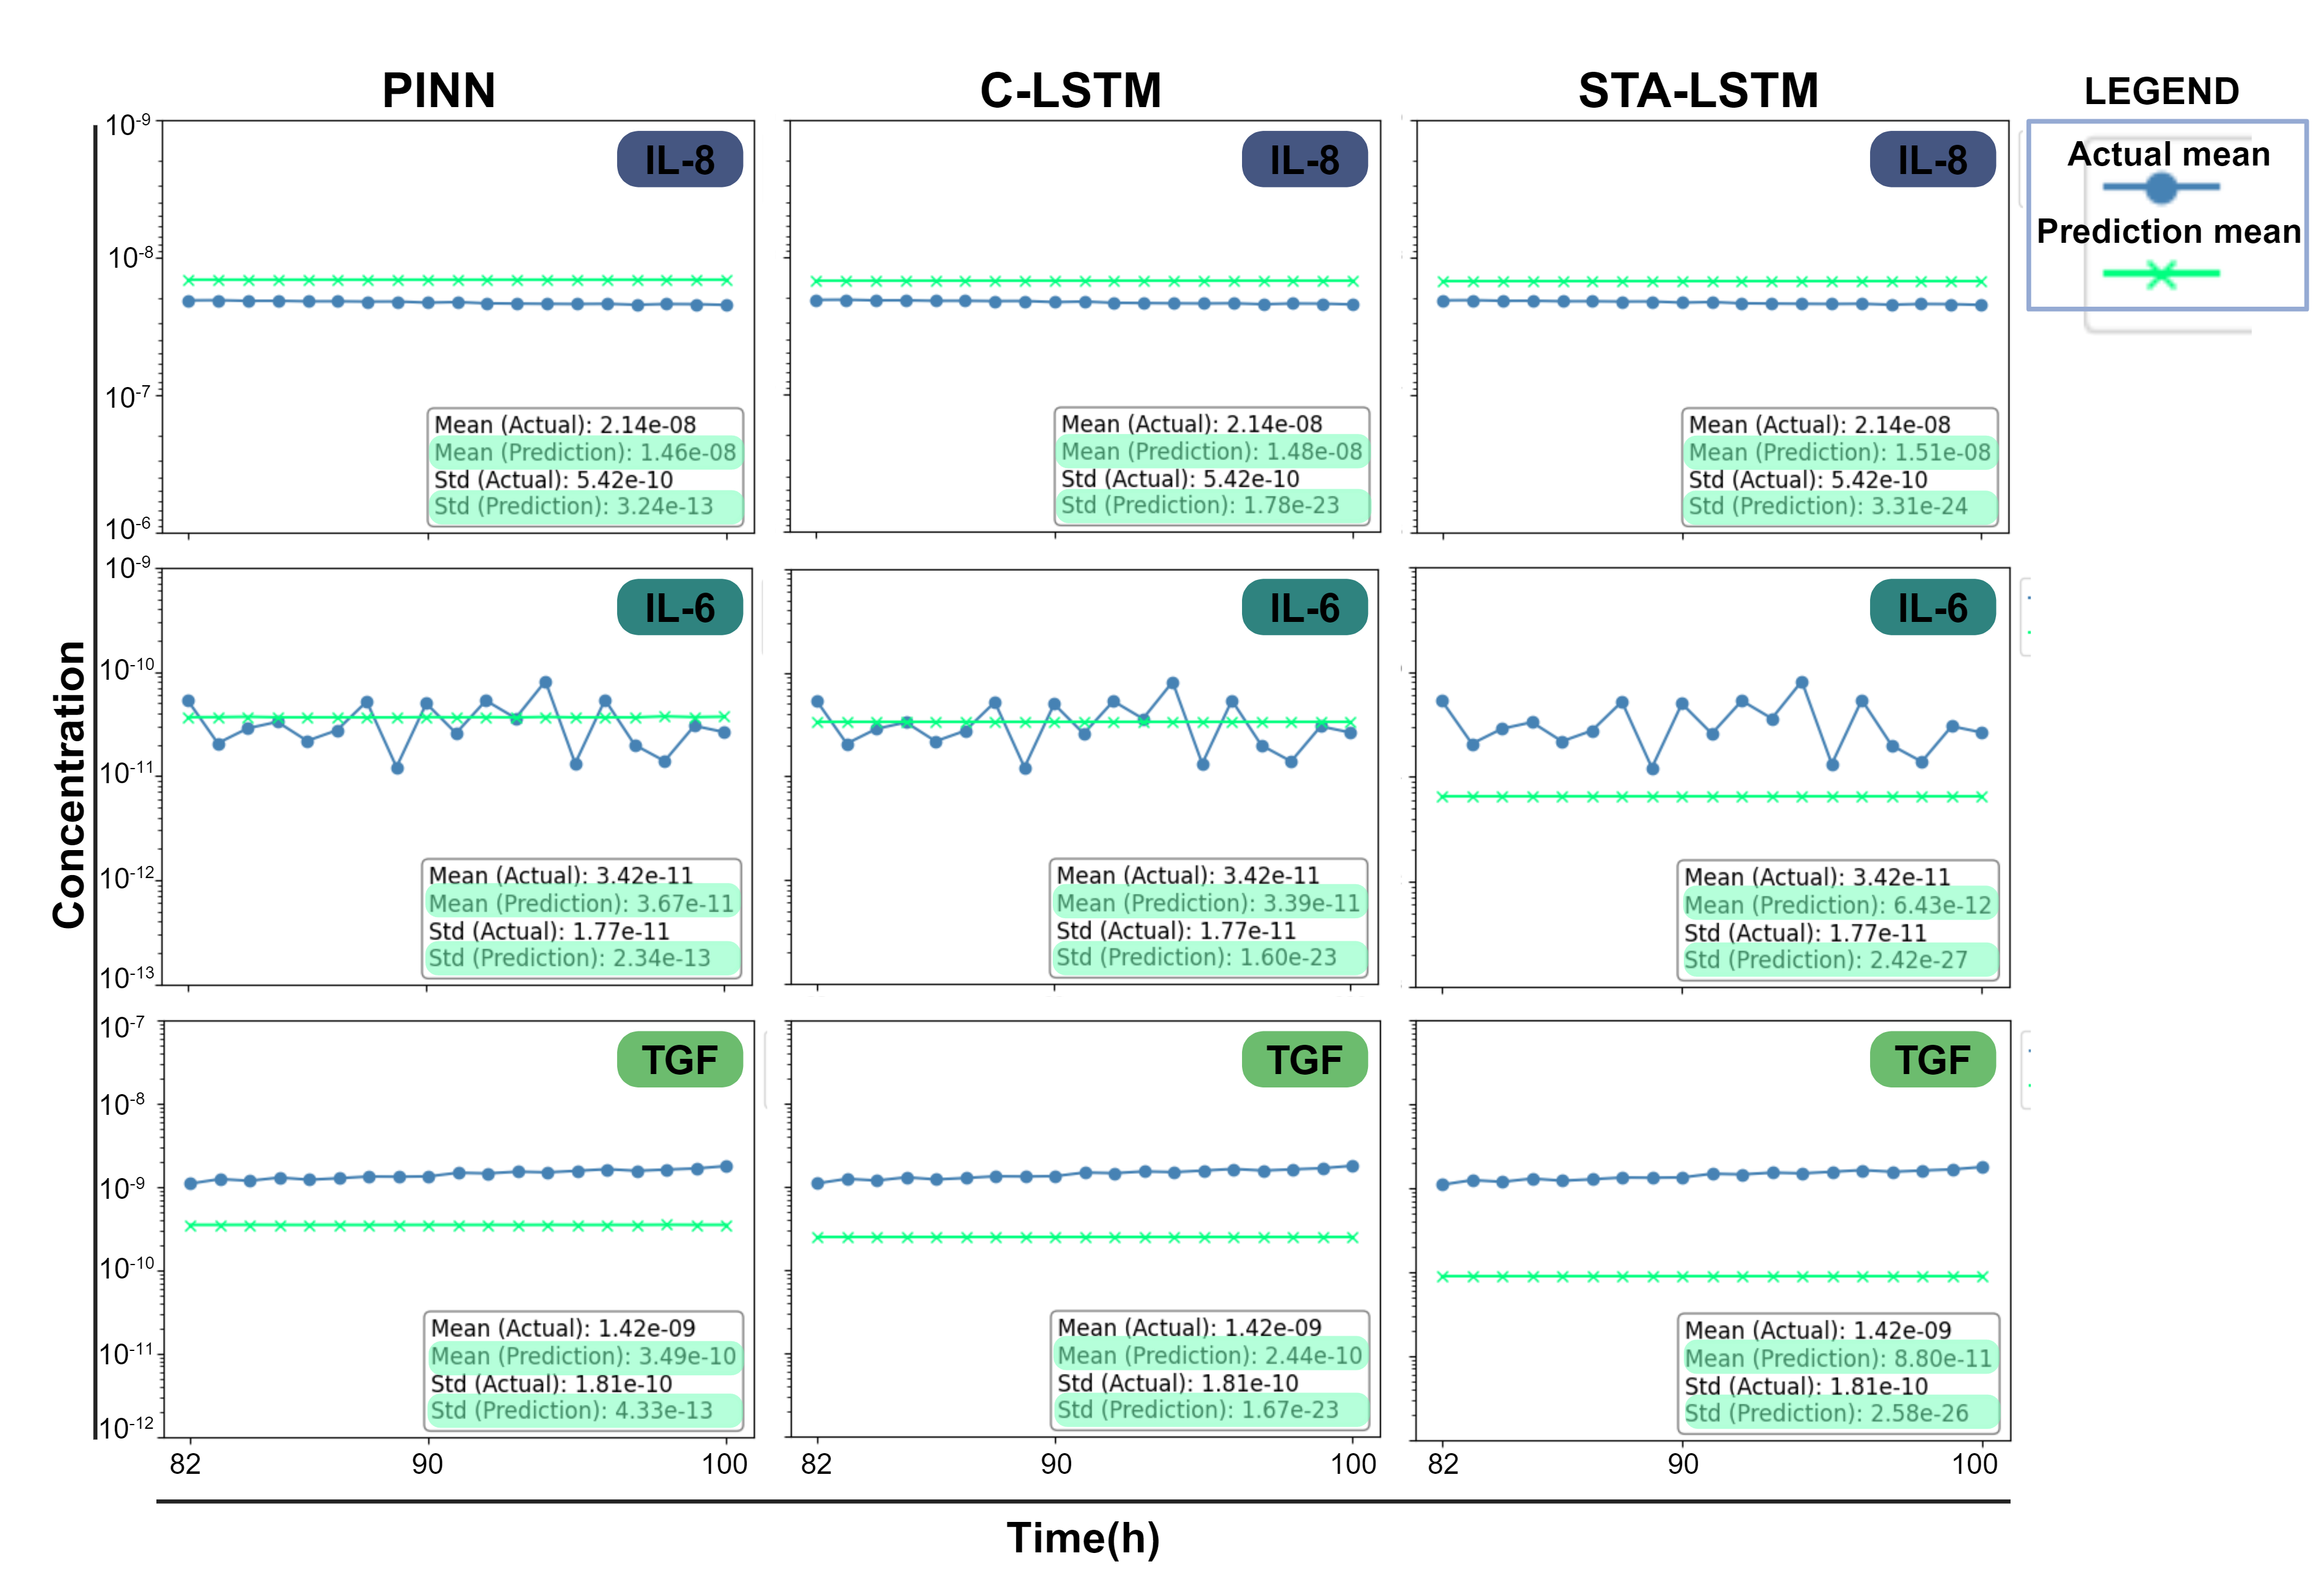 PINN C-LSTM STA-LSTM LEGEND
Actual mean
Prediction mean
Concentration
10-9
10-8
10-7
10-6
IL-8
Mean (Actual): 2.14e-08
Mean (Prediction): 1.46e-08
Std (Actual): 5.42e-10
Std (Prediction): 3.24e-13
IL-8
Mean (Actual): 2.14e-08
Mean (Prediction): 1.48e-08
Std (Actual): 5.42e-10
Std (Prediction): 1.78e-23
IL-8
Mean (Actual): 2.14e-08
Mean (Prediction): 1.51e-08
Std (Actual): 5.42e-10
Std (Prediction): 3.31e-24
10-9
10-10
10-11
10-12
10-13
IL-6
Mean (Actual): 3.42e-11
Mean (Prediction): 3.67e-11
Std (Actual): 1.77e-11
Std (Prediction): 2.34e-13
IL-6
Mean (Actual): 3.42e-11
Mean (Prediction): 3.39e-11
Std (Actual): 1.77e-11
Std (Prediction): 1.60e-23
IL-6
Mean (Actual): 3.42e-11
Mean (Prediction): 6.43e-12
Std (Actual): 1.77e-11
Std (Prediction): 2.42e-27
10-7
10-8
10-9
10-10
10-11
10-12
TGF
Mean (Actual): 1.42e-09
Mean (Prediction): 3.49e-10
Std (Actual): 1.81e-10
Std (Prediction): 4.33e-13
TGF
Mean (Actual): 1.42e-09
Mean (Prediction): 2.44e-10
Std (Actual): 1.81e-10
Std (Prediction): 1.67e-23
TGF
Mean (Actual): 1.42e-09
Mean (Prediction): 8.80e-11
Std (Actual): 1.81e-10
Std (Prediction): 2.58e-26
82 90 100 82 90 100 82 90 100
Time(h)